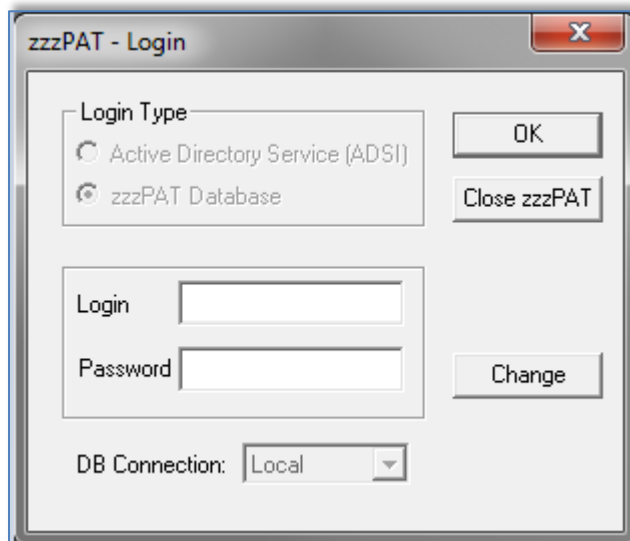 zzzPAT - Login
Login Type
Active Directory Service (ADSI)
zzzPAT Database
OK
Close zzzPAT
Login
Password
Change
DB Connection:
Local